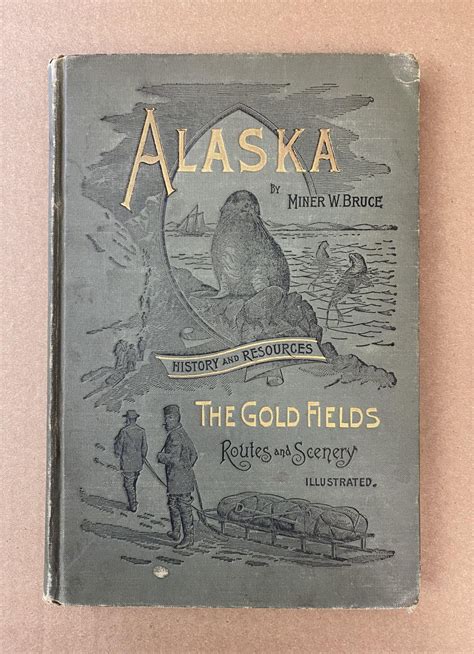 ALASKA
BY MINER W. BRUCE
HISTORY AND RESOURCES
THE GOLD FIELDS
Routes and Scenery
ILLUSTRATED.